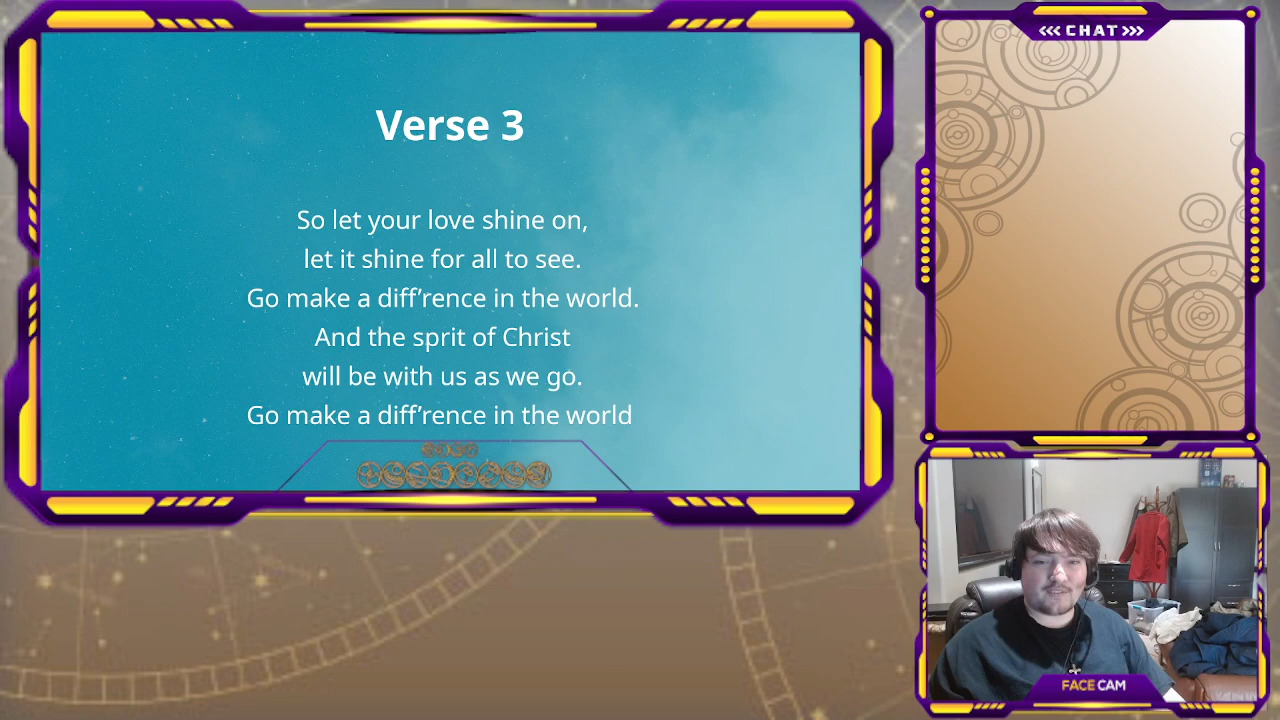 Verse 3
So let your love shine on,
let it shine for all to see.
Go make a diff’rence in the world.
And the sprit of Christ
will be with us as we go.
Go make a diff’rence in the world
CHAT
FACE CAM